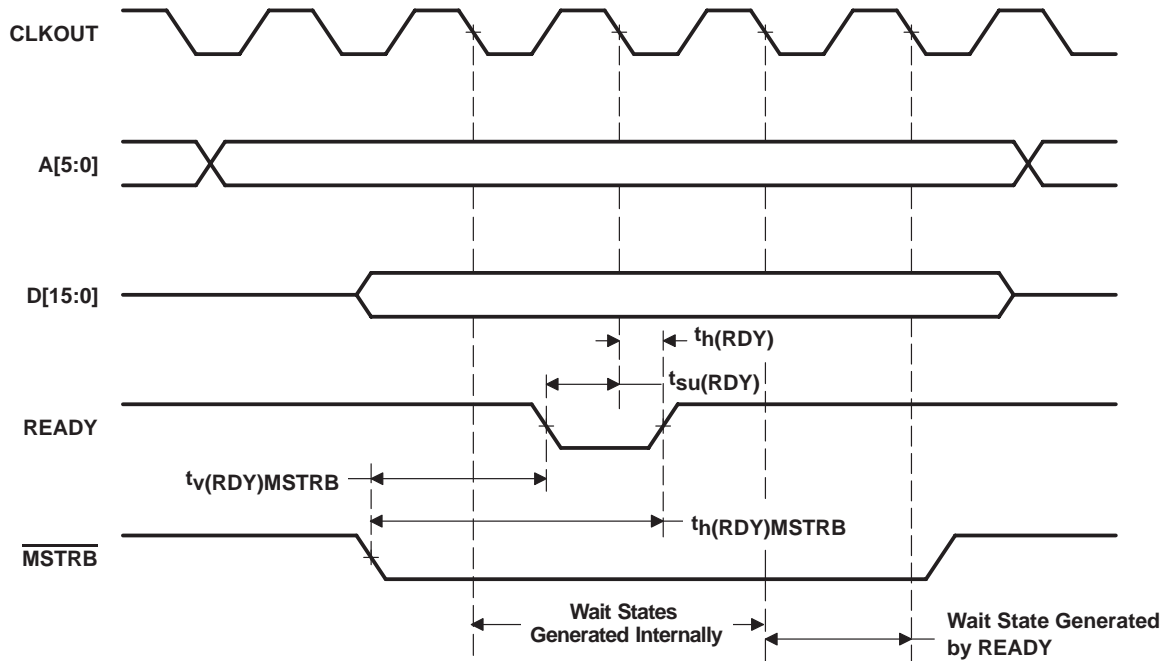 CLKOUT
A[5:0]
D[15:0]
th(RDY)
tsu(RDY)
READY
tv(RDY)MSTRB
th(RDY)MSTRB
MSTRB
Wait States
Generated Internally
Wait State Generated
by READY